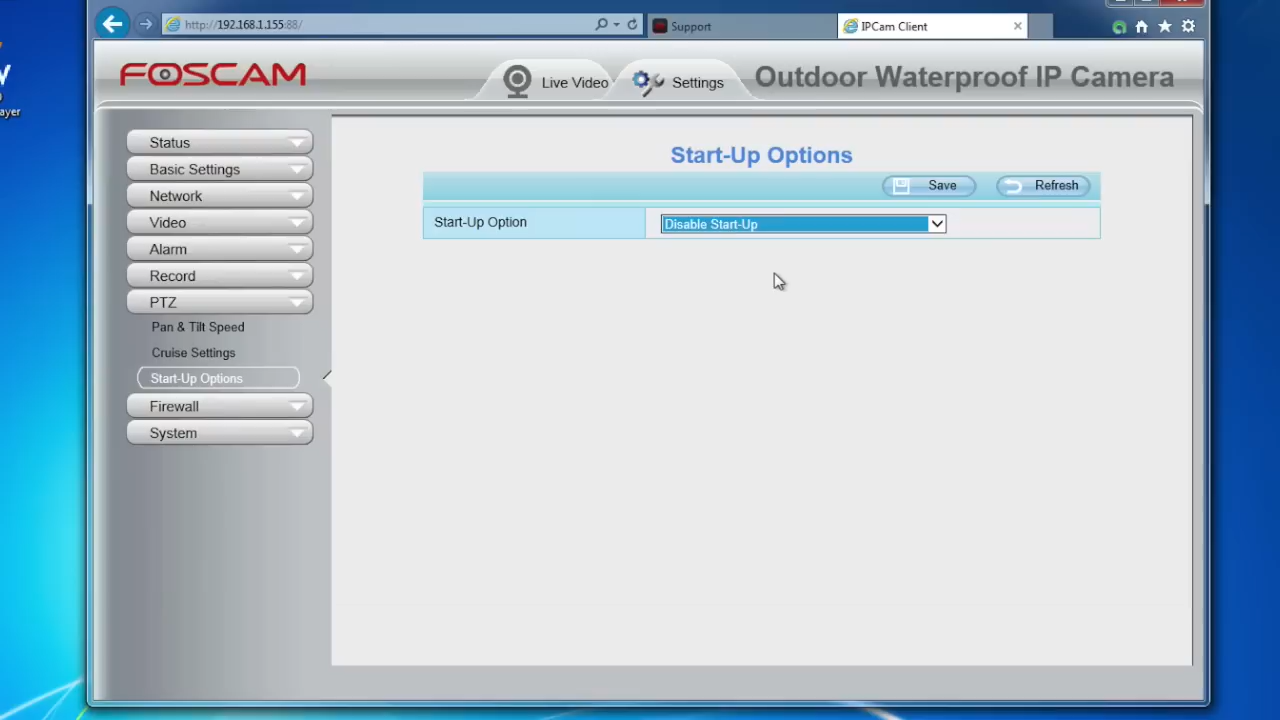 http://192.168.1.155:88/
Support
IPCam Client
FOSCAM
Live Video
Settings
Outdoor Waterproof IP Camera
ayer
Status
Basic Settings
Network
Video
Alarm
Record
PTZ
Pan & Tilt Speed
Cruise Settings
Start-Up Options
Firewall
System
Start-Up Options
Save
Refresh
Start-Up Option
Disable Start-Up